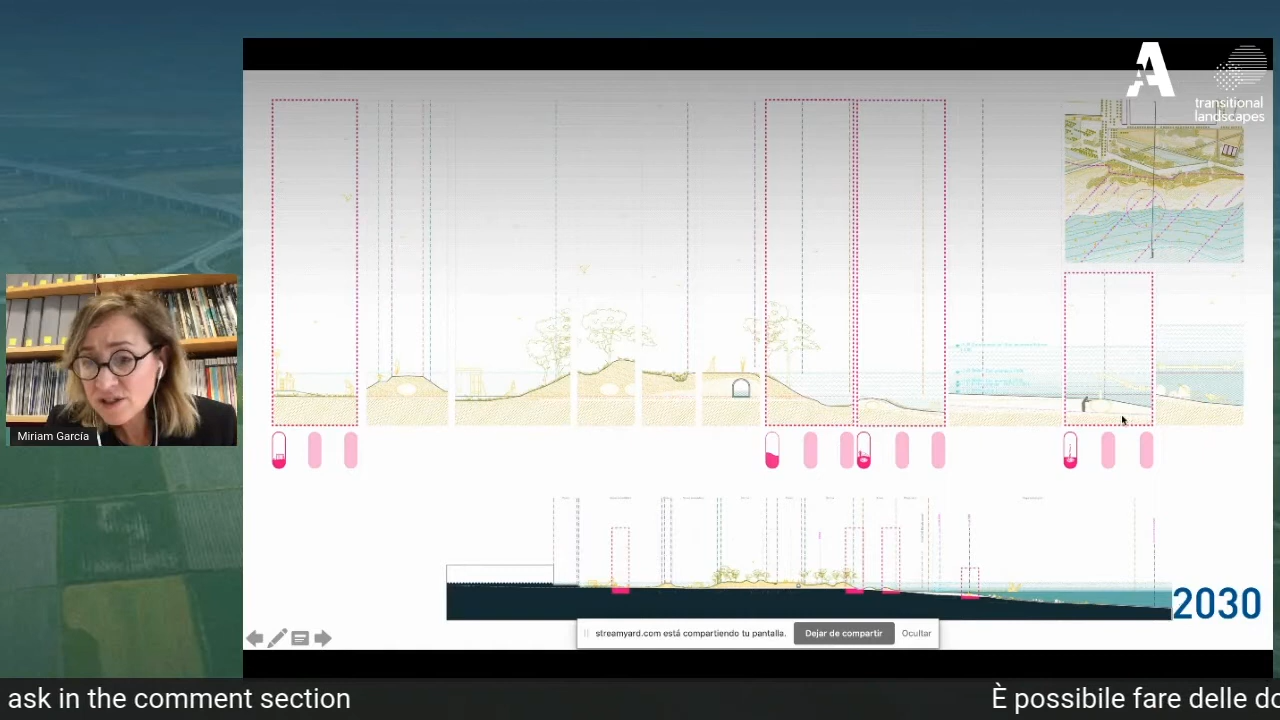 A
transitional
landscapes
Miriam García
2030
streamyard.com está compartiendo tu pantalla.
Dejar de compartir
Ocultar
ask in the comment section
È possibile fare delle do